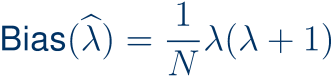 Bias(λ̂) = 1/N λ(λ + 1)